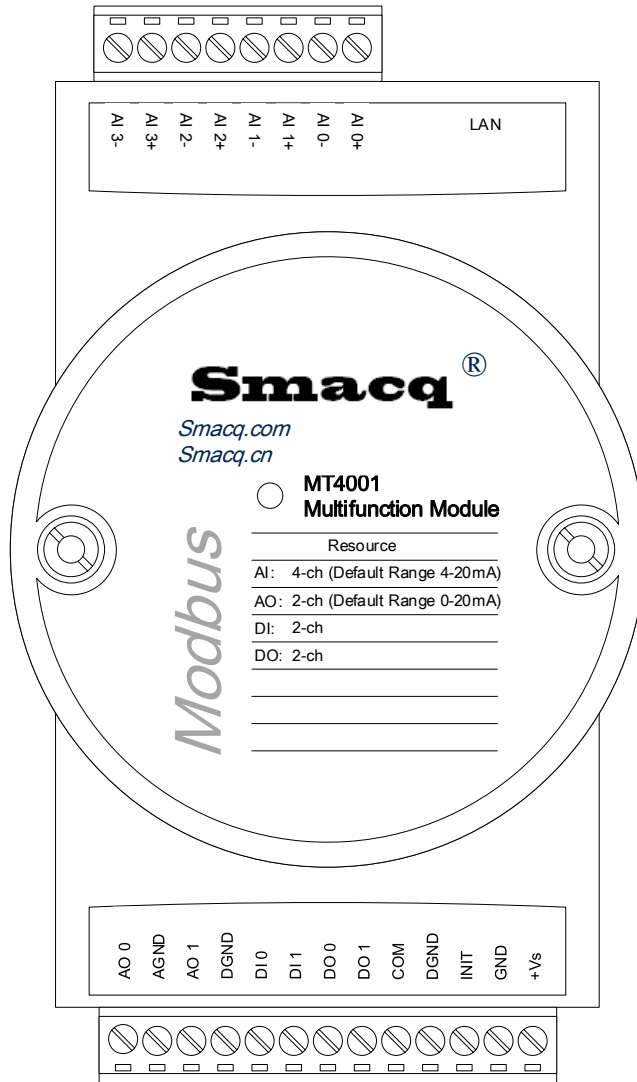 AI 3-
AI 3+
AI 2-
AI 2+
AI 1-
AI 1+
AI 0-
AI 0+
LAN
Smacq ®
Smacq.com
Smacq.cn
MT4001
Multifunction Module
Modbus
Resource
AI: 4-ch (Default Range 4-20mA)
AO: 2-ch (Default Range 0-20mA)
DI: 2-ch
DO: 2-ch
AO 0
AGND
AO 1
DGND
DI 0
DI 1
DO 0
DO 1
COM
DGND
INIT
GND
+Vs